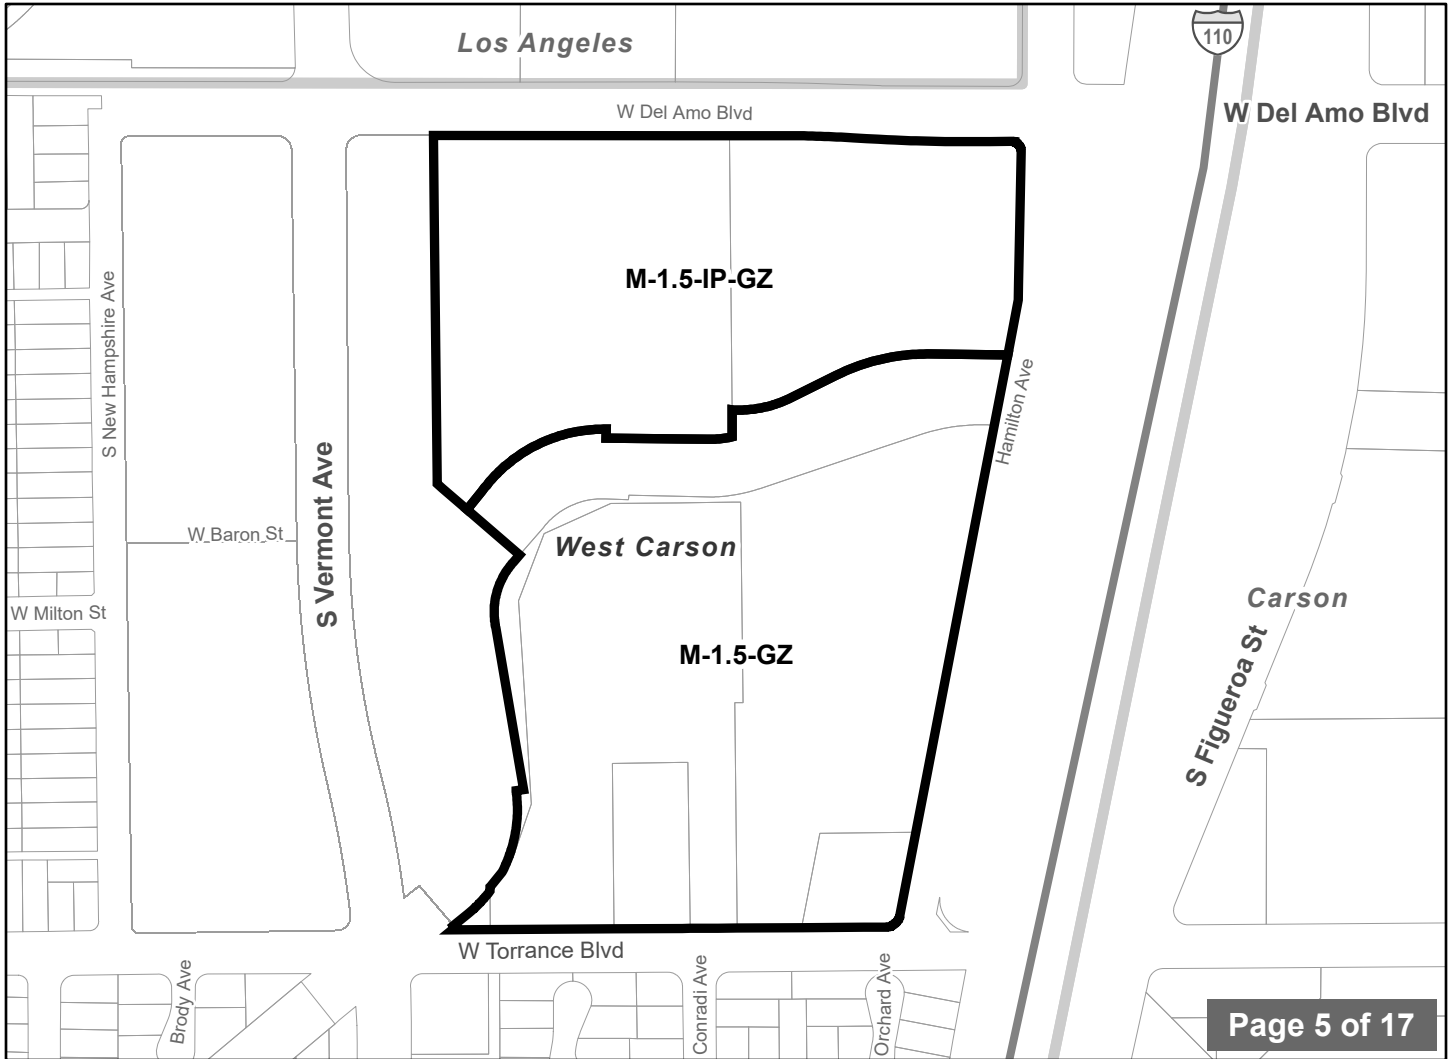 Los Angeles
110
W Del Amo Blvd
W Del Amo Blvd
M-1.5-IP-GZ
S New Hampshire Ave
Hamilton Ave
S Vermont Ave
W Baron St
West Carson
W Milton St
Carson
M-1.5-GZ
S Figueroa St
W Torrance Blvd
Brody Ave
Conradi Ave
Orchard Ave
Page 5 of 17